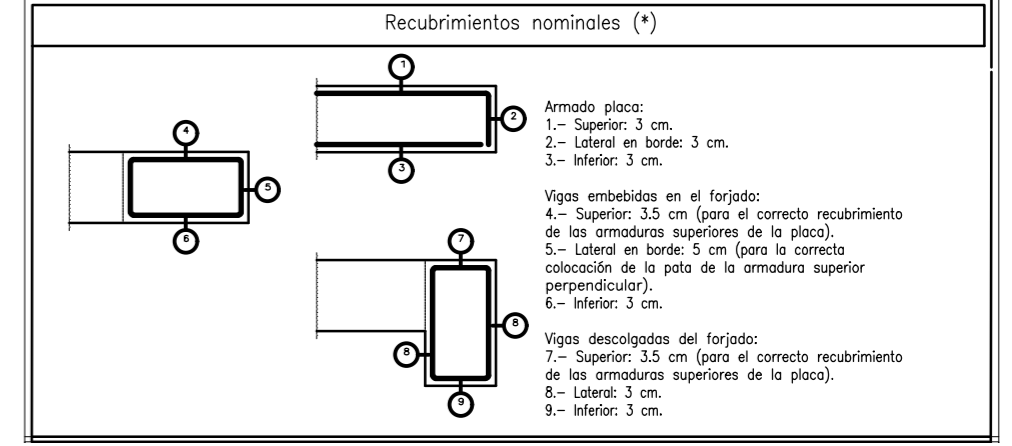 Recubrimientos nominales (*)
1
2
3
4
5
6
7
8
8
9
Armado placa:
1.– Superior: 3 cm.
2.– Lateral en borde: 3 cm.
3.– Inferior: 3 cm.
Vigas embebidas en el forjado:
4.– Superior: 3.5 cm (para el correcto recubrimiento
de las armaduras superiores de la placa).
5.– Lateral en borde: 5 cm (para la correcta
colocación de la pata de la armadura superior
perpendicular).
6.– Inferior: 3 cm.
Vigas descolgadas del forjado:
7.– Superior: 3.5 cm (para el correcto recubrimiento
de las armaduras superiores de la placa).
8.– Lateral: 3 cm.
9.– Inferior: 3 cm.